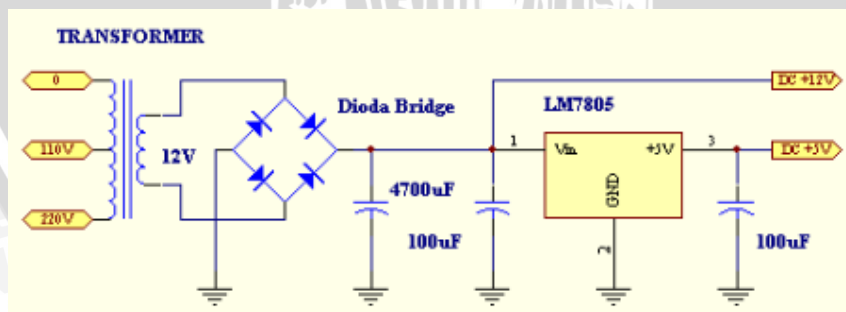 TRANSFORMER
0
110V
220V
12V
Dioda Bridge
4700uF
100uF
LM7805
1
Vin
+5V
3
GND
2
100uF
DC +12V
DC +5V